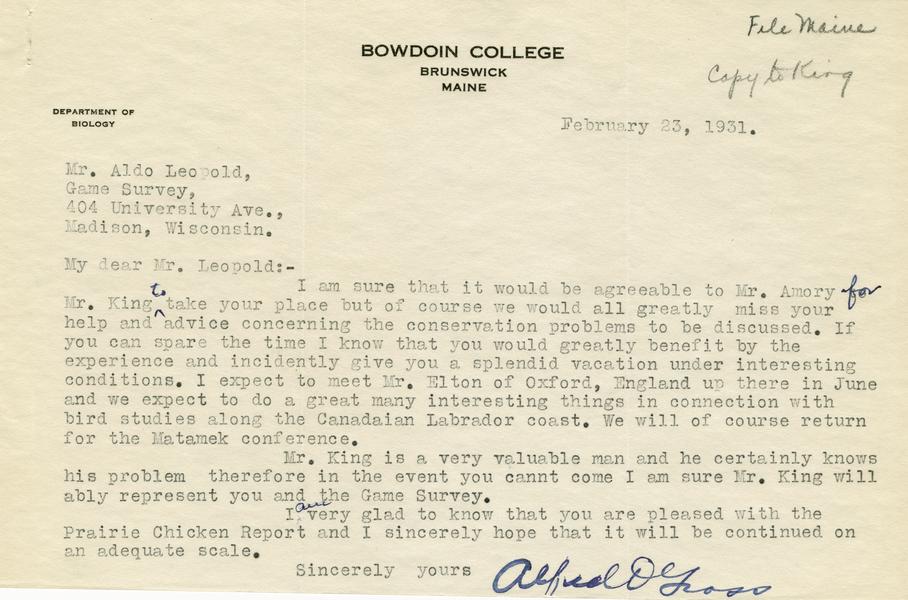 File Maine
BOWDOIN COLLEGE
BRUNSWICK
MAINE
Copy to King
DEPARTMENT OF
BIOLOGY
February 23, 1931.
Mr. Aldo Leopold,
Game Survey,
404 University Ave.,
Madison, Wisconsin.
My dear Mr. Leopold:-
I am sure that it would be agreeable to Mr. Amory for
Mr. King to take your place but of course we would all greatly miss your
help and advice concerning the conservation problems to be discussed. If
you can spare the time I know that you would greatly benefit by the
experience and incidently give you a splendid vacation under interesting
conditions. I expect to meet Mr. Elton of Oxford, England up there in June
and we expect to do a great many interesting things in connection with
bird studies along the Canadaian Labrador coast. We will of course return
for the Matamek conference.
Mr. King is a very valuable man and he certainly knows
his problem therefore in the event you cannt come I am sure Mr. King will
ably represent you and the Game Survey.
I am very glad to know that you are pleased with the
Prairie Chicken Report and I sincerely hope that it will be continued on
an adequate scale.
Sincerely yours Alfred O Gross